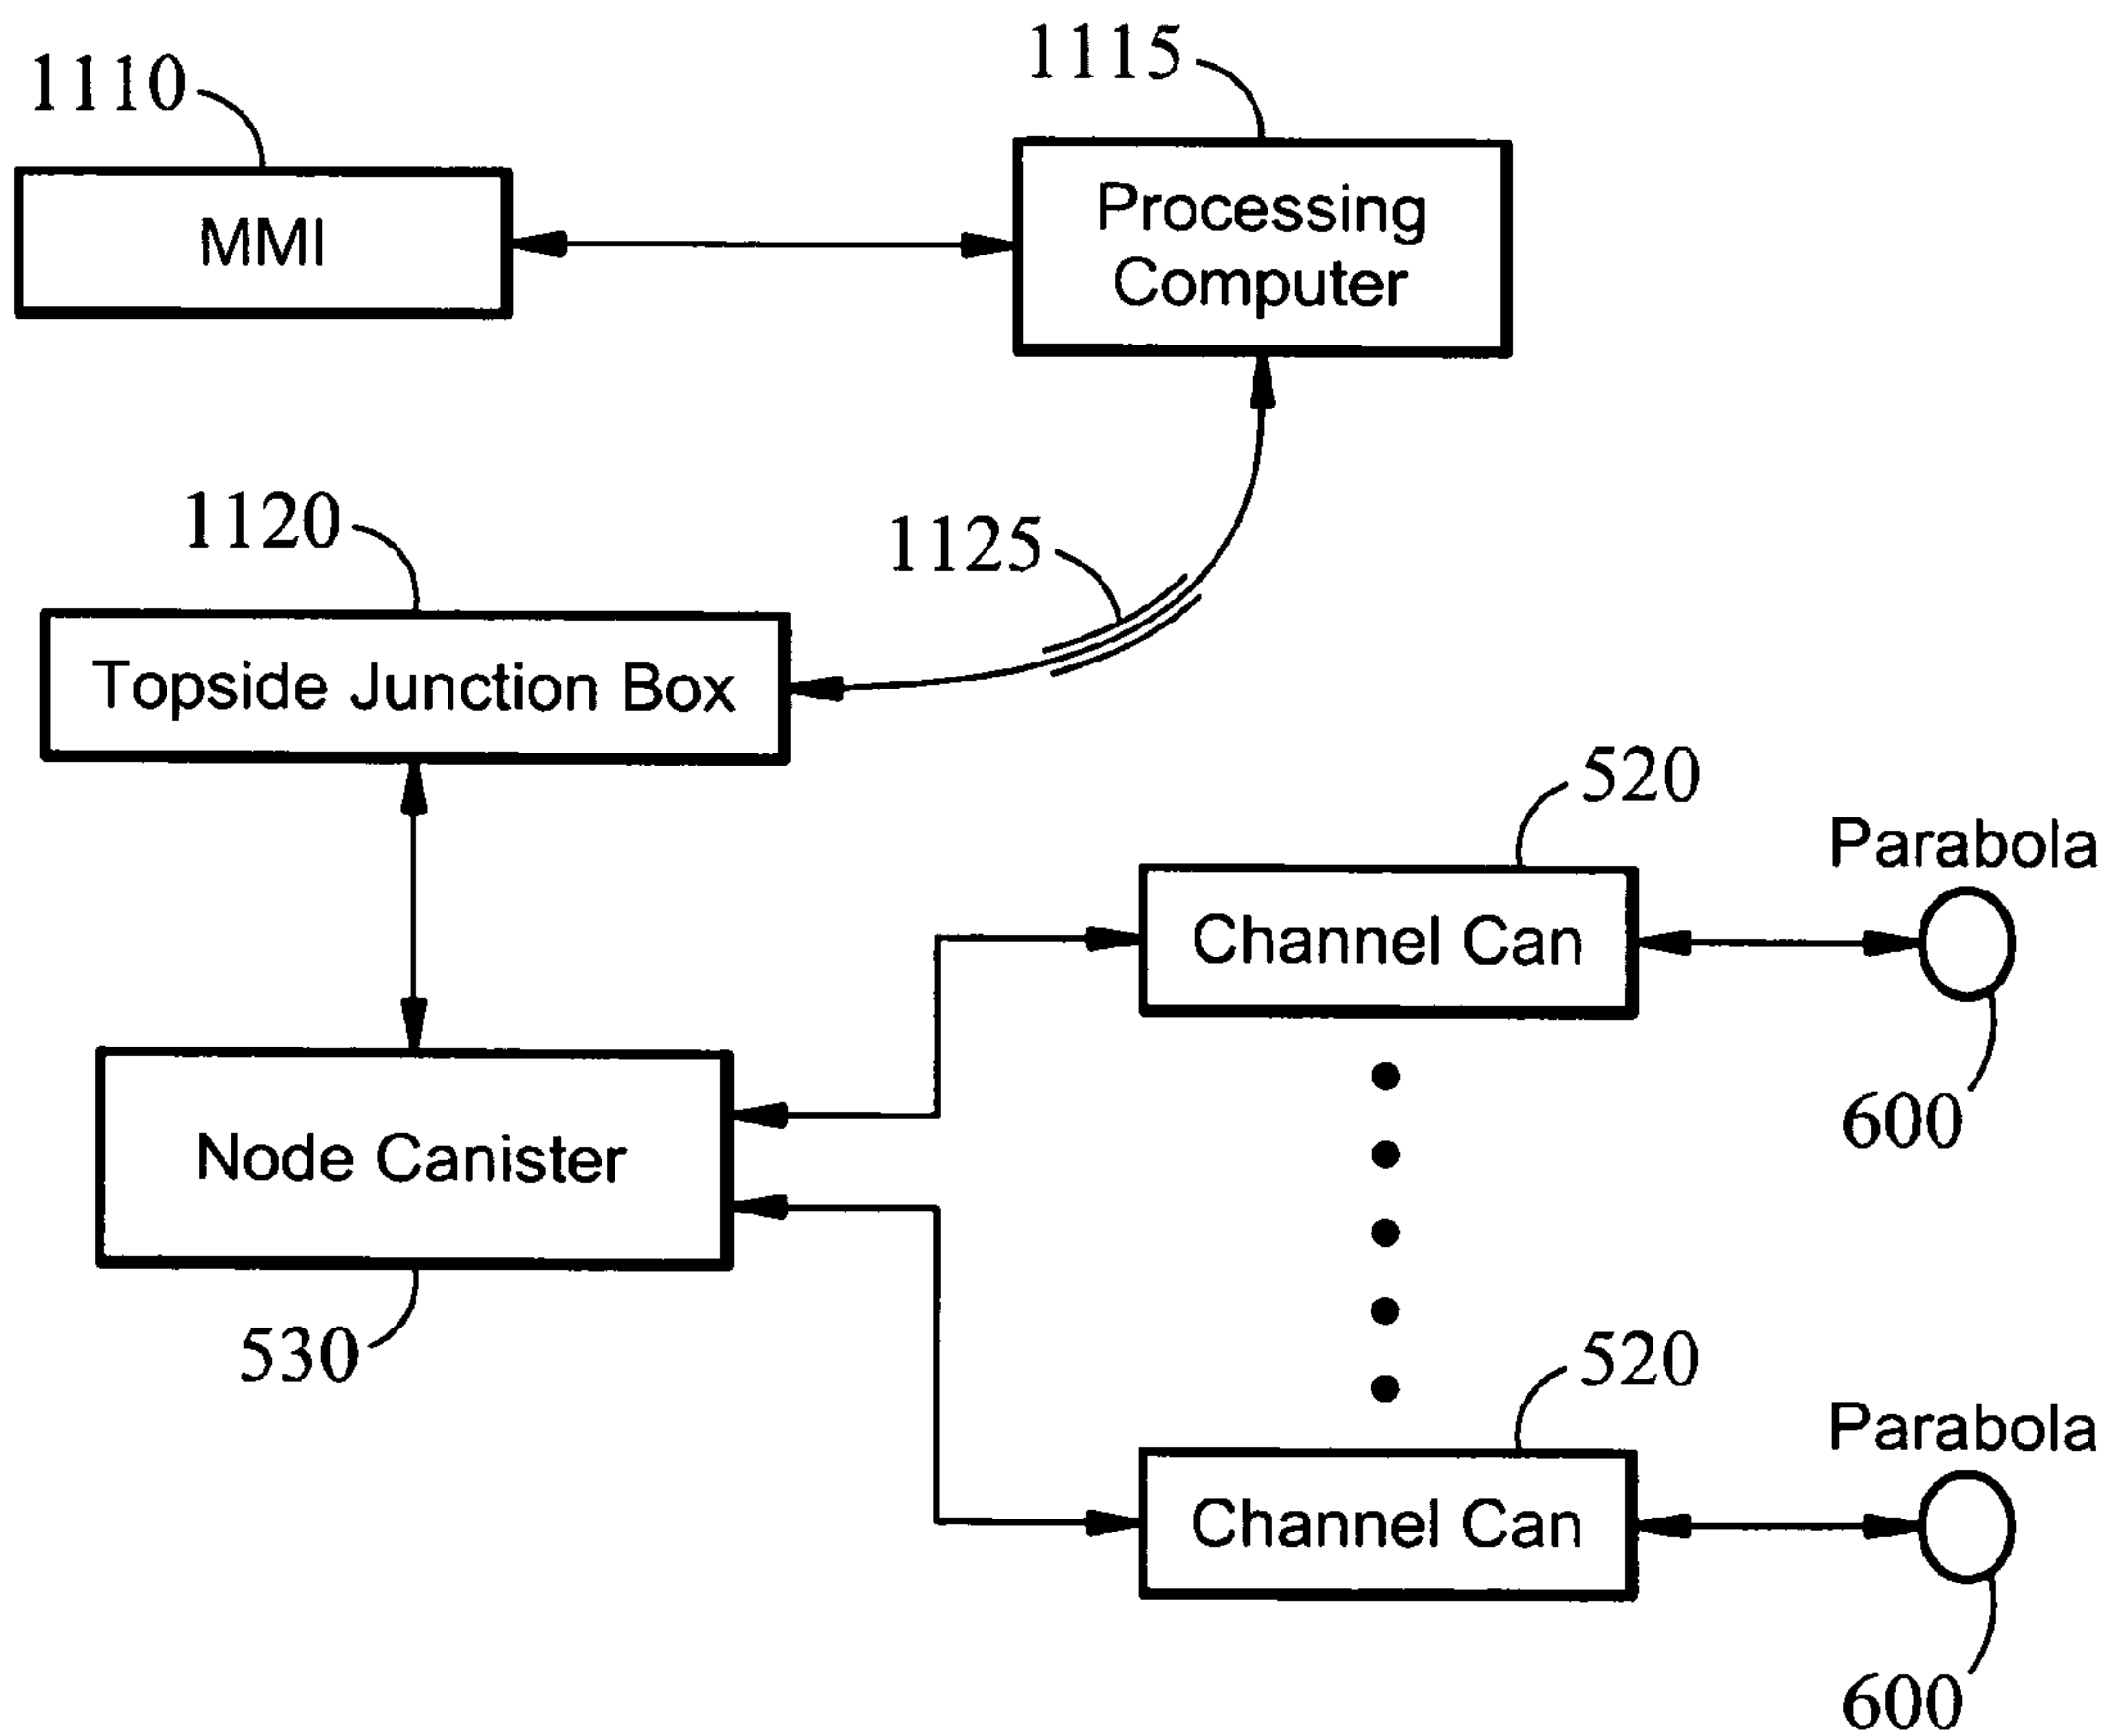 1110
1115
MMI
Processing
Computer
1120
1125
Topside Junction Box
520
Parabola
Channel Can
600
Node Canister
530
520
Parabola
Channel Can
600